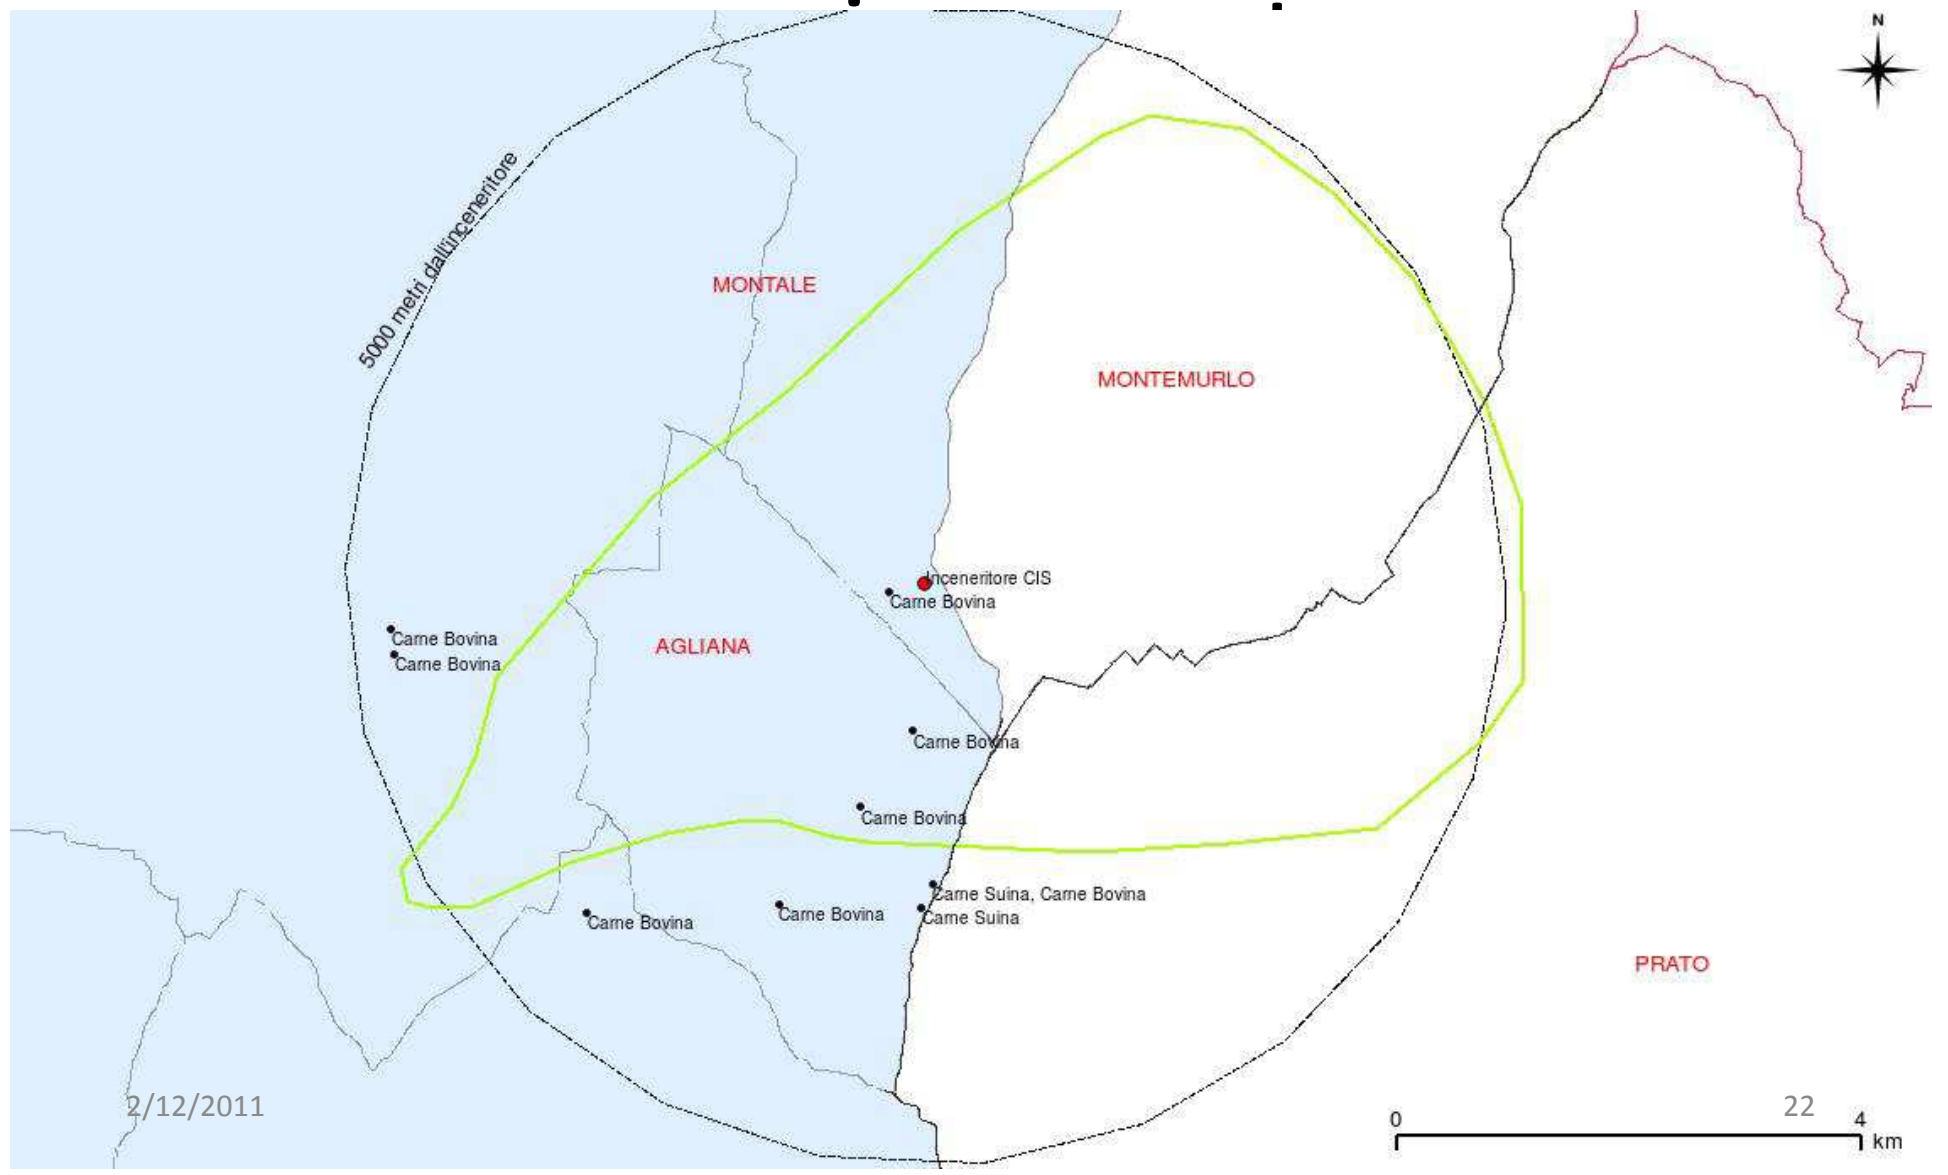 N
5000 metri dall'inceneritore
MONTALE
MONTEMURLO
Inceneritore CIS
Carne Bovina
Carne Bovina
Carne Bovina
AGLIANA
Carne Bovina
Carne Bovina
Carne Suina, Carne Bovina
Carne Bovina
Carne Suina
Carne Bovina
PRATO
2/12/2011
22
0 4
km